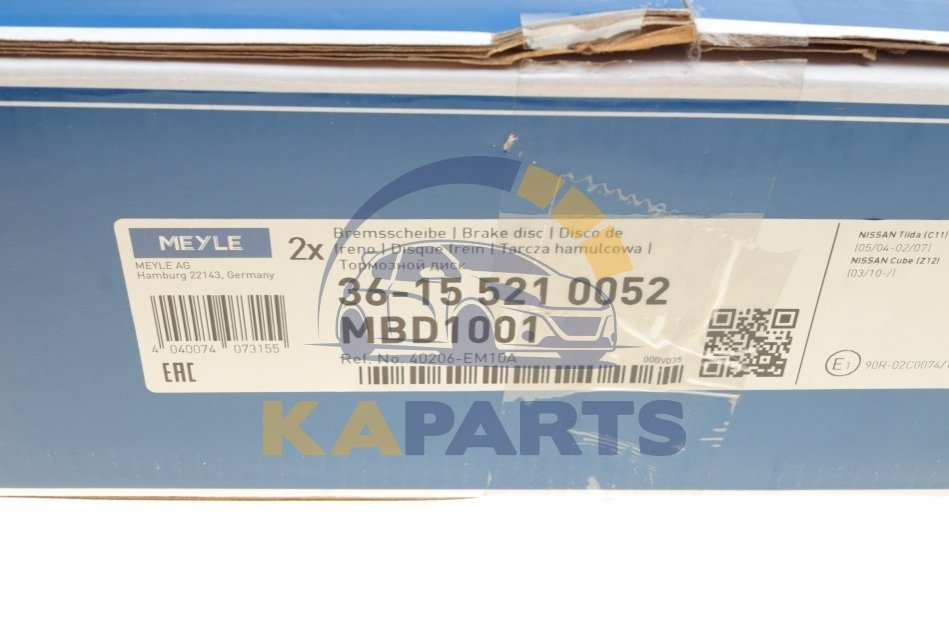 MEYLE
MEYLE AG
Hamburg 22143, Germany
4 040074 073155
EAC
2x
Bremsscheibe | Brake disc | Disco de
freno | Disque frein | Tarcza hamulcowa |
Тормозной диск
36-15 521 0052
MBD1001
Ref. No. 40206-EM10A
000V035
NISSAN Tiida (C11)
(05/04-02/07)
NISSAN Cube (Z12)
(03/10-/)
E1
90R-02C0074/
KAPARTS